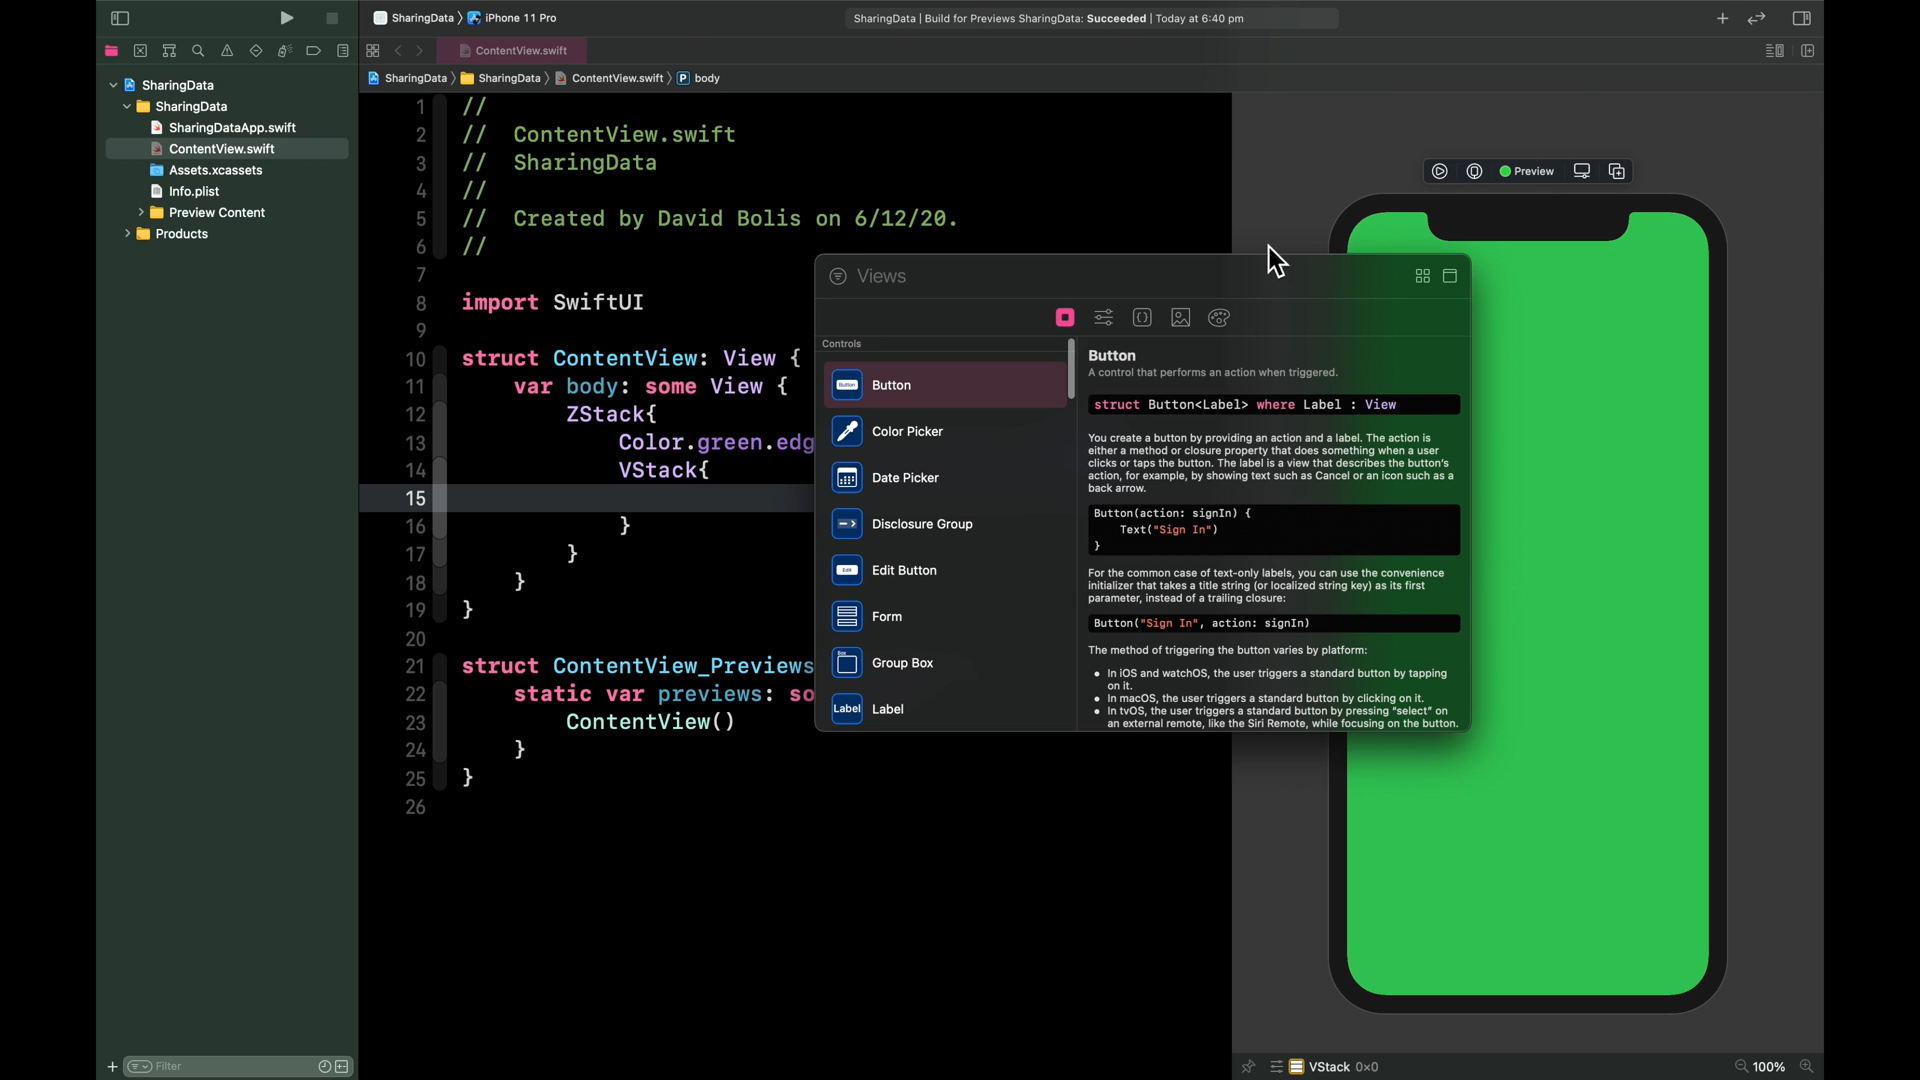 SharingData 〉 iPhone 11 Pro
SharingData | Build for Previews SharingData: Succeeded | Today at 6:40 pm
ContentView.swift
SharingData 〉 SharingData 〉 ContentView.swift 〉 P body
SharingData
SharingData
SharingDataApp.swift
ContentView.swift
Assets.xcassets
Info.plist
Preview Content
Products
1 //
2 // ContentView.swift
3 // SharingData
4 //
5 // Created by David Bolis on 6/12/20.
6 //
7
8 import SwiftUI
9
10 struct ContentView: View {
11 var body: some View {
12 ZStack{
13 Color.green.edg
14 VStack{
15
16 }
17 }
18 }
19 }
20
21 struct ContentView_Previews
22 static var previews: so
23 ContentView()
24 }
25 }
26
Views
Controls
Button Button
Color Picker
Date Picker
Disclosure Group
Edit Edit Button
Form
Box Group Box
Label Label
Button
A control that performs an action when triggered.
struct Button<Label> where Label : View
You create a button by providing an action and a label. The action is
either a method or closure property that does something when a user
clicks or taps the button. The label is a view that describes the button's
action, for example, by showing text such as Cancel or an icon such as a
back arrow.
Button(action: signIn) {
Text("Sign In")
}
For the common case of text-only labels, you can use the convenience
initializer that takes a title string (or localized string key) as its first
parameter, instead of a trailing closure:
Button("Sign In", action: signIn)
The method of triggering the button varies by platform:
• In iOS and watchOS, the user triggers a standard button by tapping
on it.
• In macOS, the user triggers a standard button by clicking on it.
• In tvOS, the user triggers a standard button by pressing "select" on
an external remote, like the Siri Remote, while focusing on the button.
Preview
Filter
VStack 0×0
100%